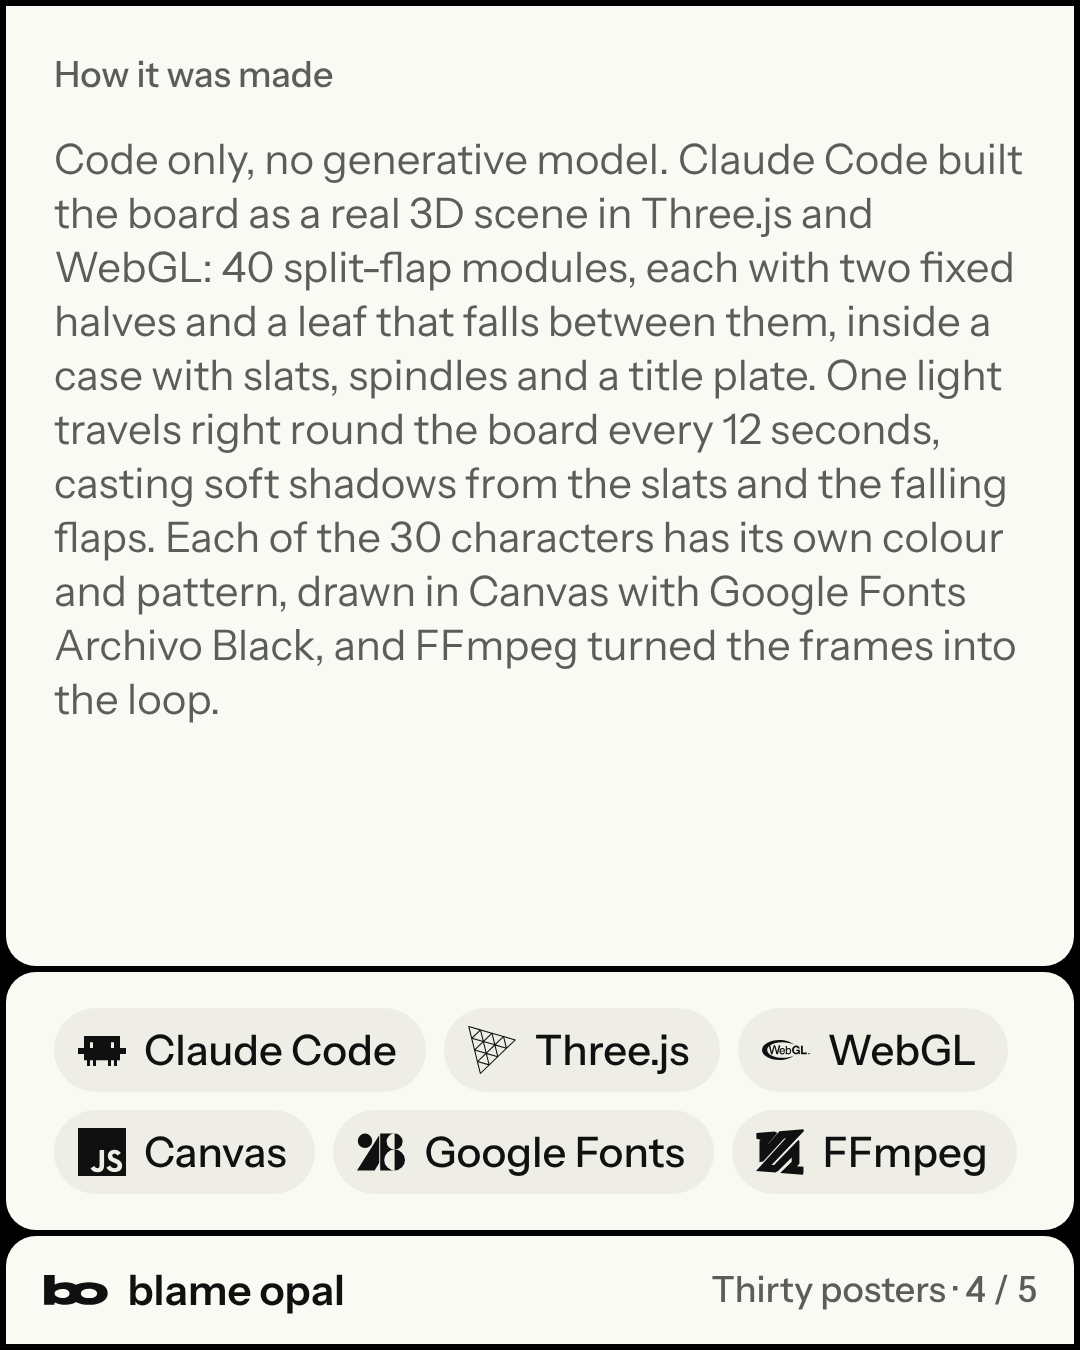 How it was made
Code only, no generative model. Claude Code built
the board as a real 3D scene in Three.js and
WebGL: 40 split-flap modules, each with two fixed
halves and a leaf that falls between them, inside a
case with slats, spindles and a title plate. One light
travels right round the board every 12 seconds,
casting soft shadows from the slats and the falling
flaps. Each of the 30 characters has its own colour
and pattern, drawn in Canvas with Google Fonts
Archivo Black, and FFmpeg turned the frames into
the loop.
Claude Code
Three.js
WebGL. WebGL
JS Canvas
Google Fonts
FFmpeg
bo blame opal
Thirty posters · 4 / 5